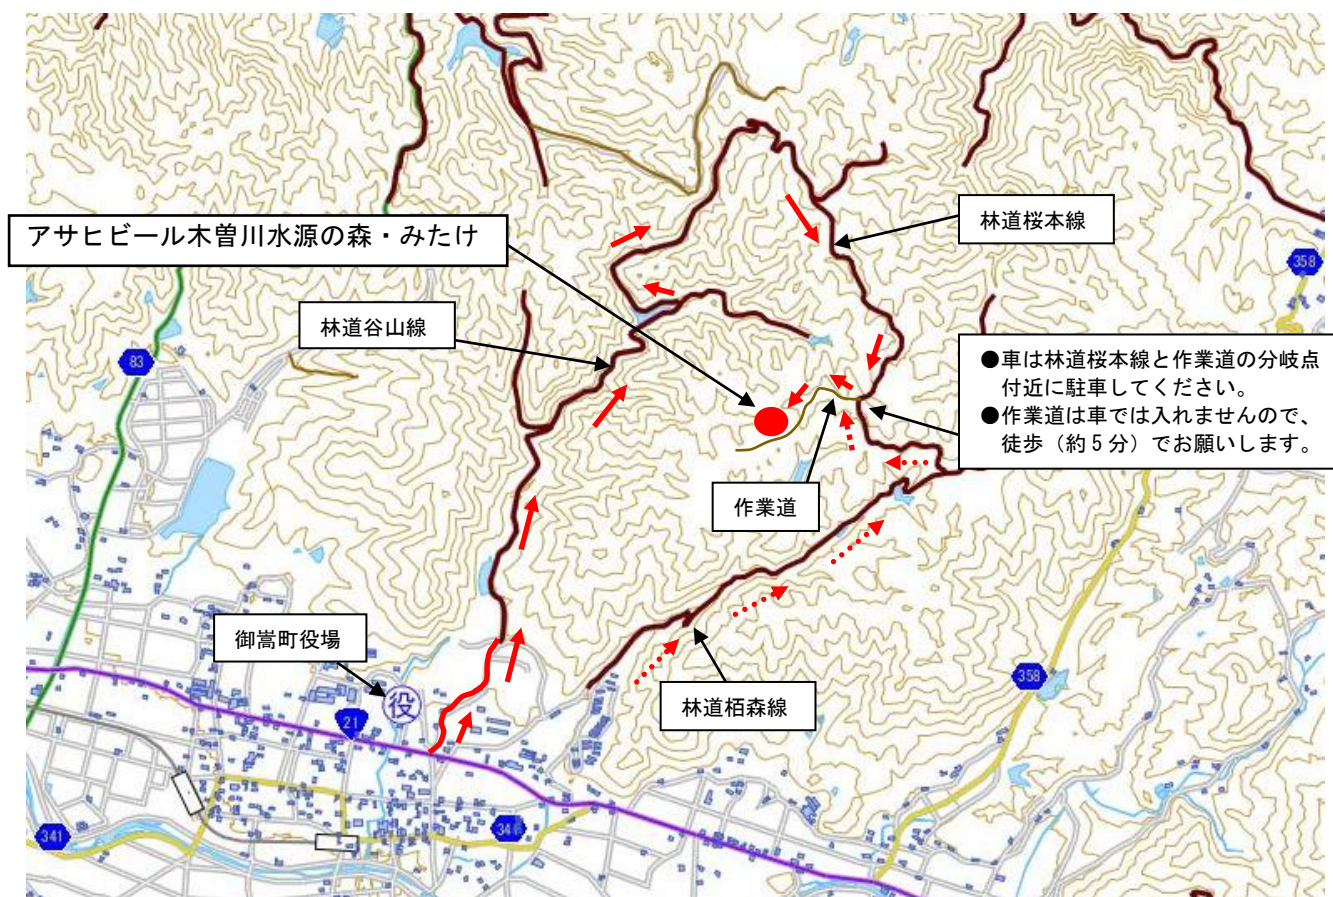 林道桜本線
アサヒビール木曽川水源の森・みたけ
358
林道谷山線
83
●車は林道桜本線と作業道の分岐点
付近に駐車してください。
●作業道は車では入れませんので、
徒歩（約5分）でお願いします。
作業道
御嵩町役場
358
役
林道栢森線
21
341